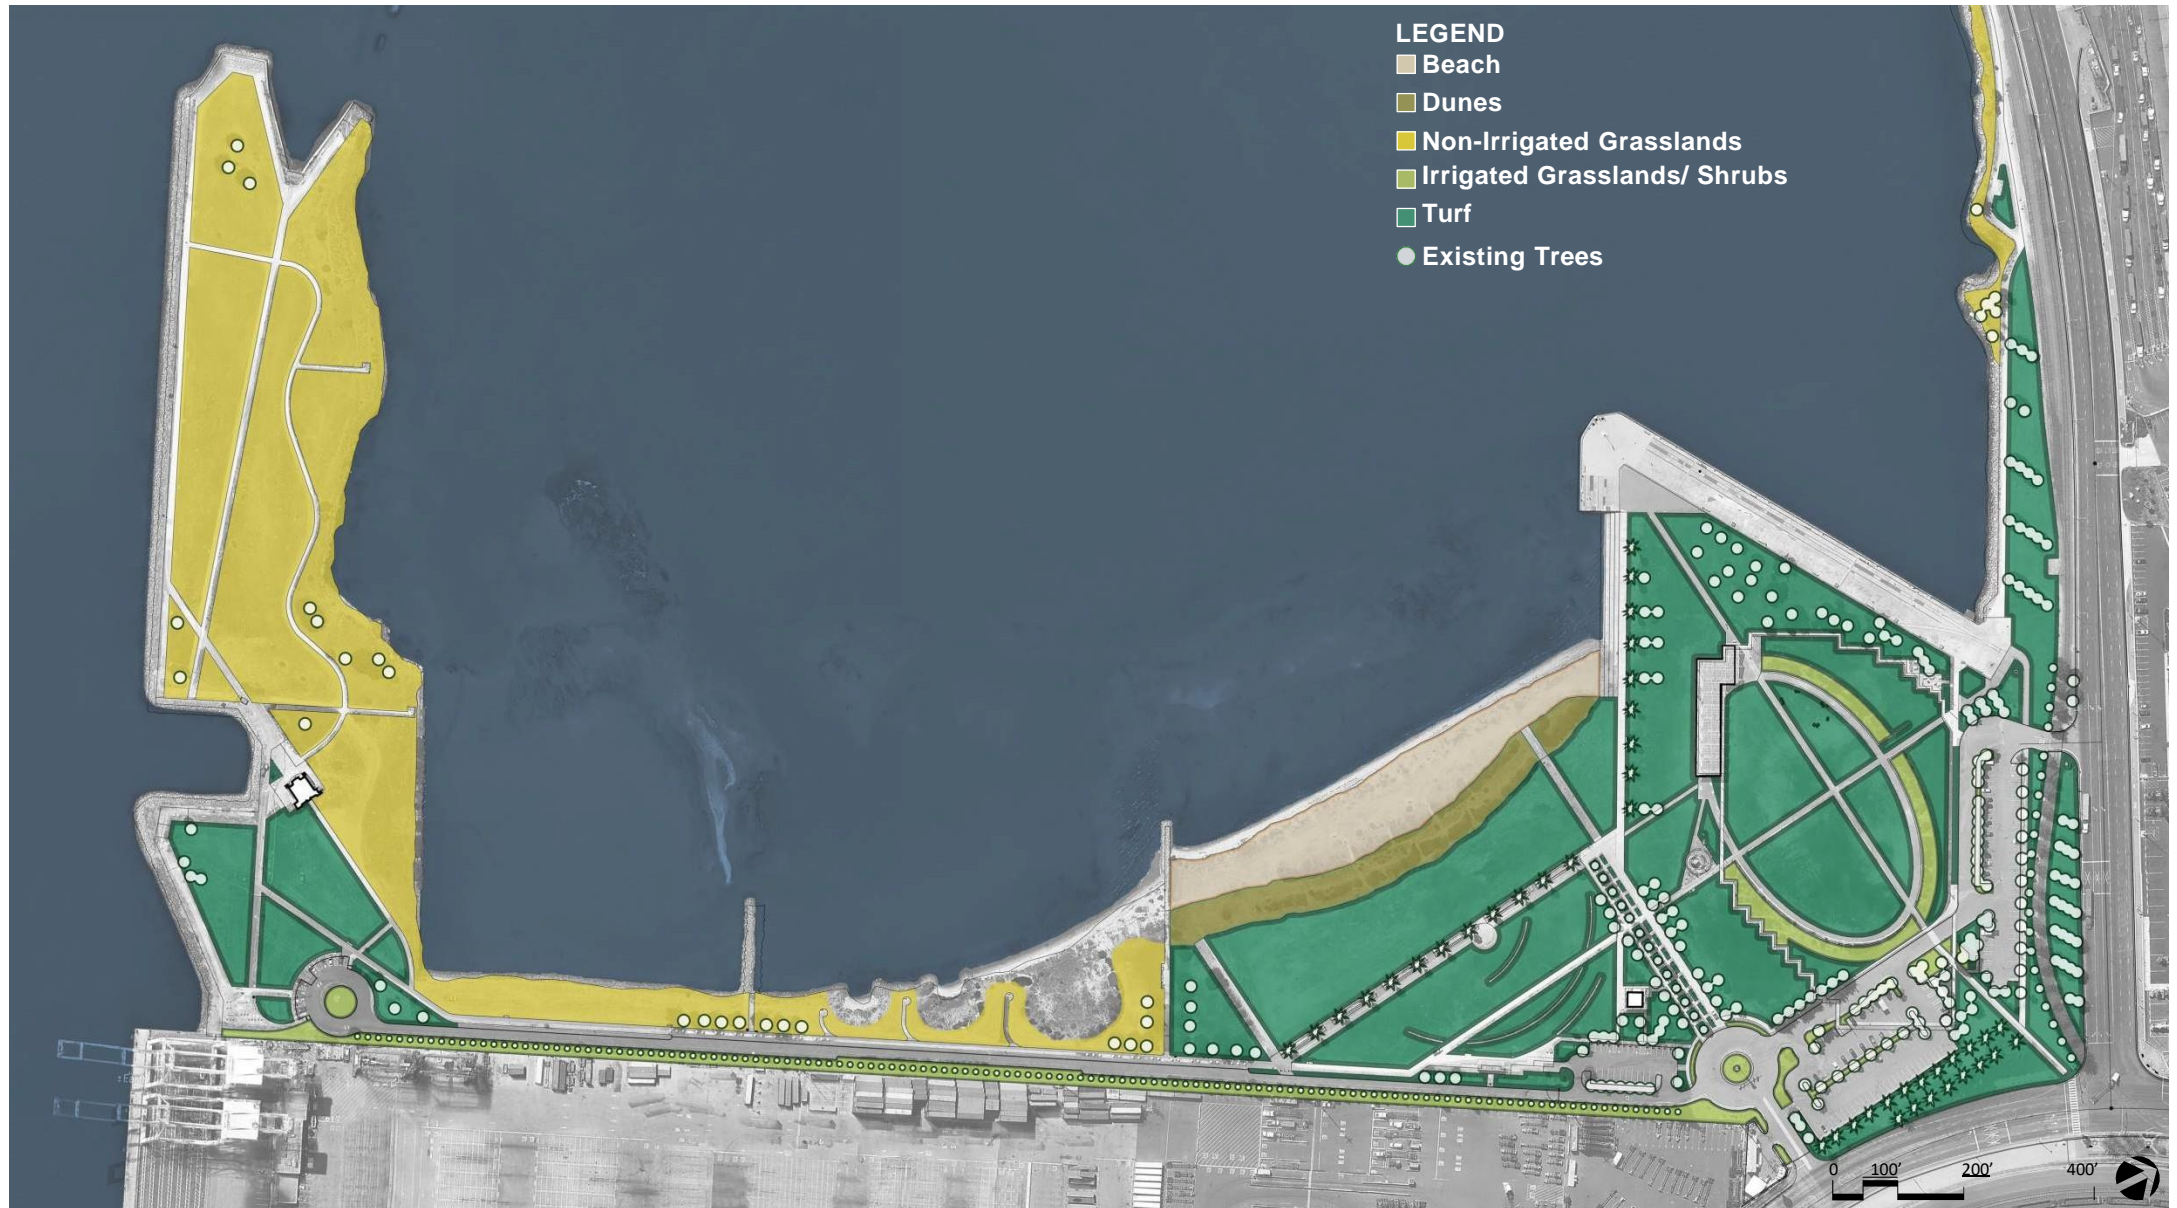 LEGEND
Beach
Dunes
Non-Irrigated Grasslands
Irrigated Grasslands/ Shrubs
Turf
Existing Trees
0 100' 200' 400'